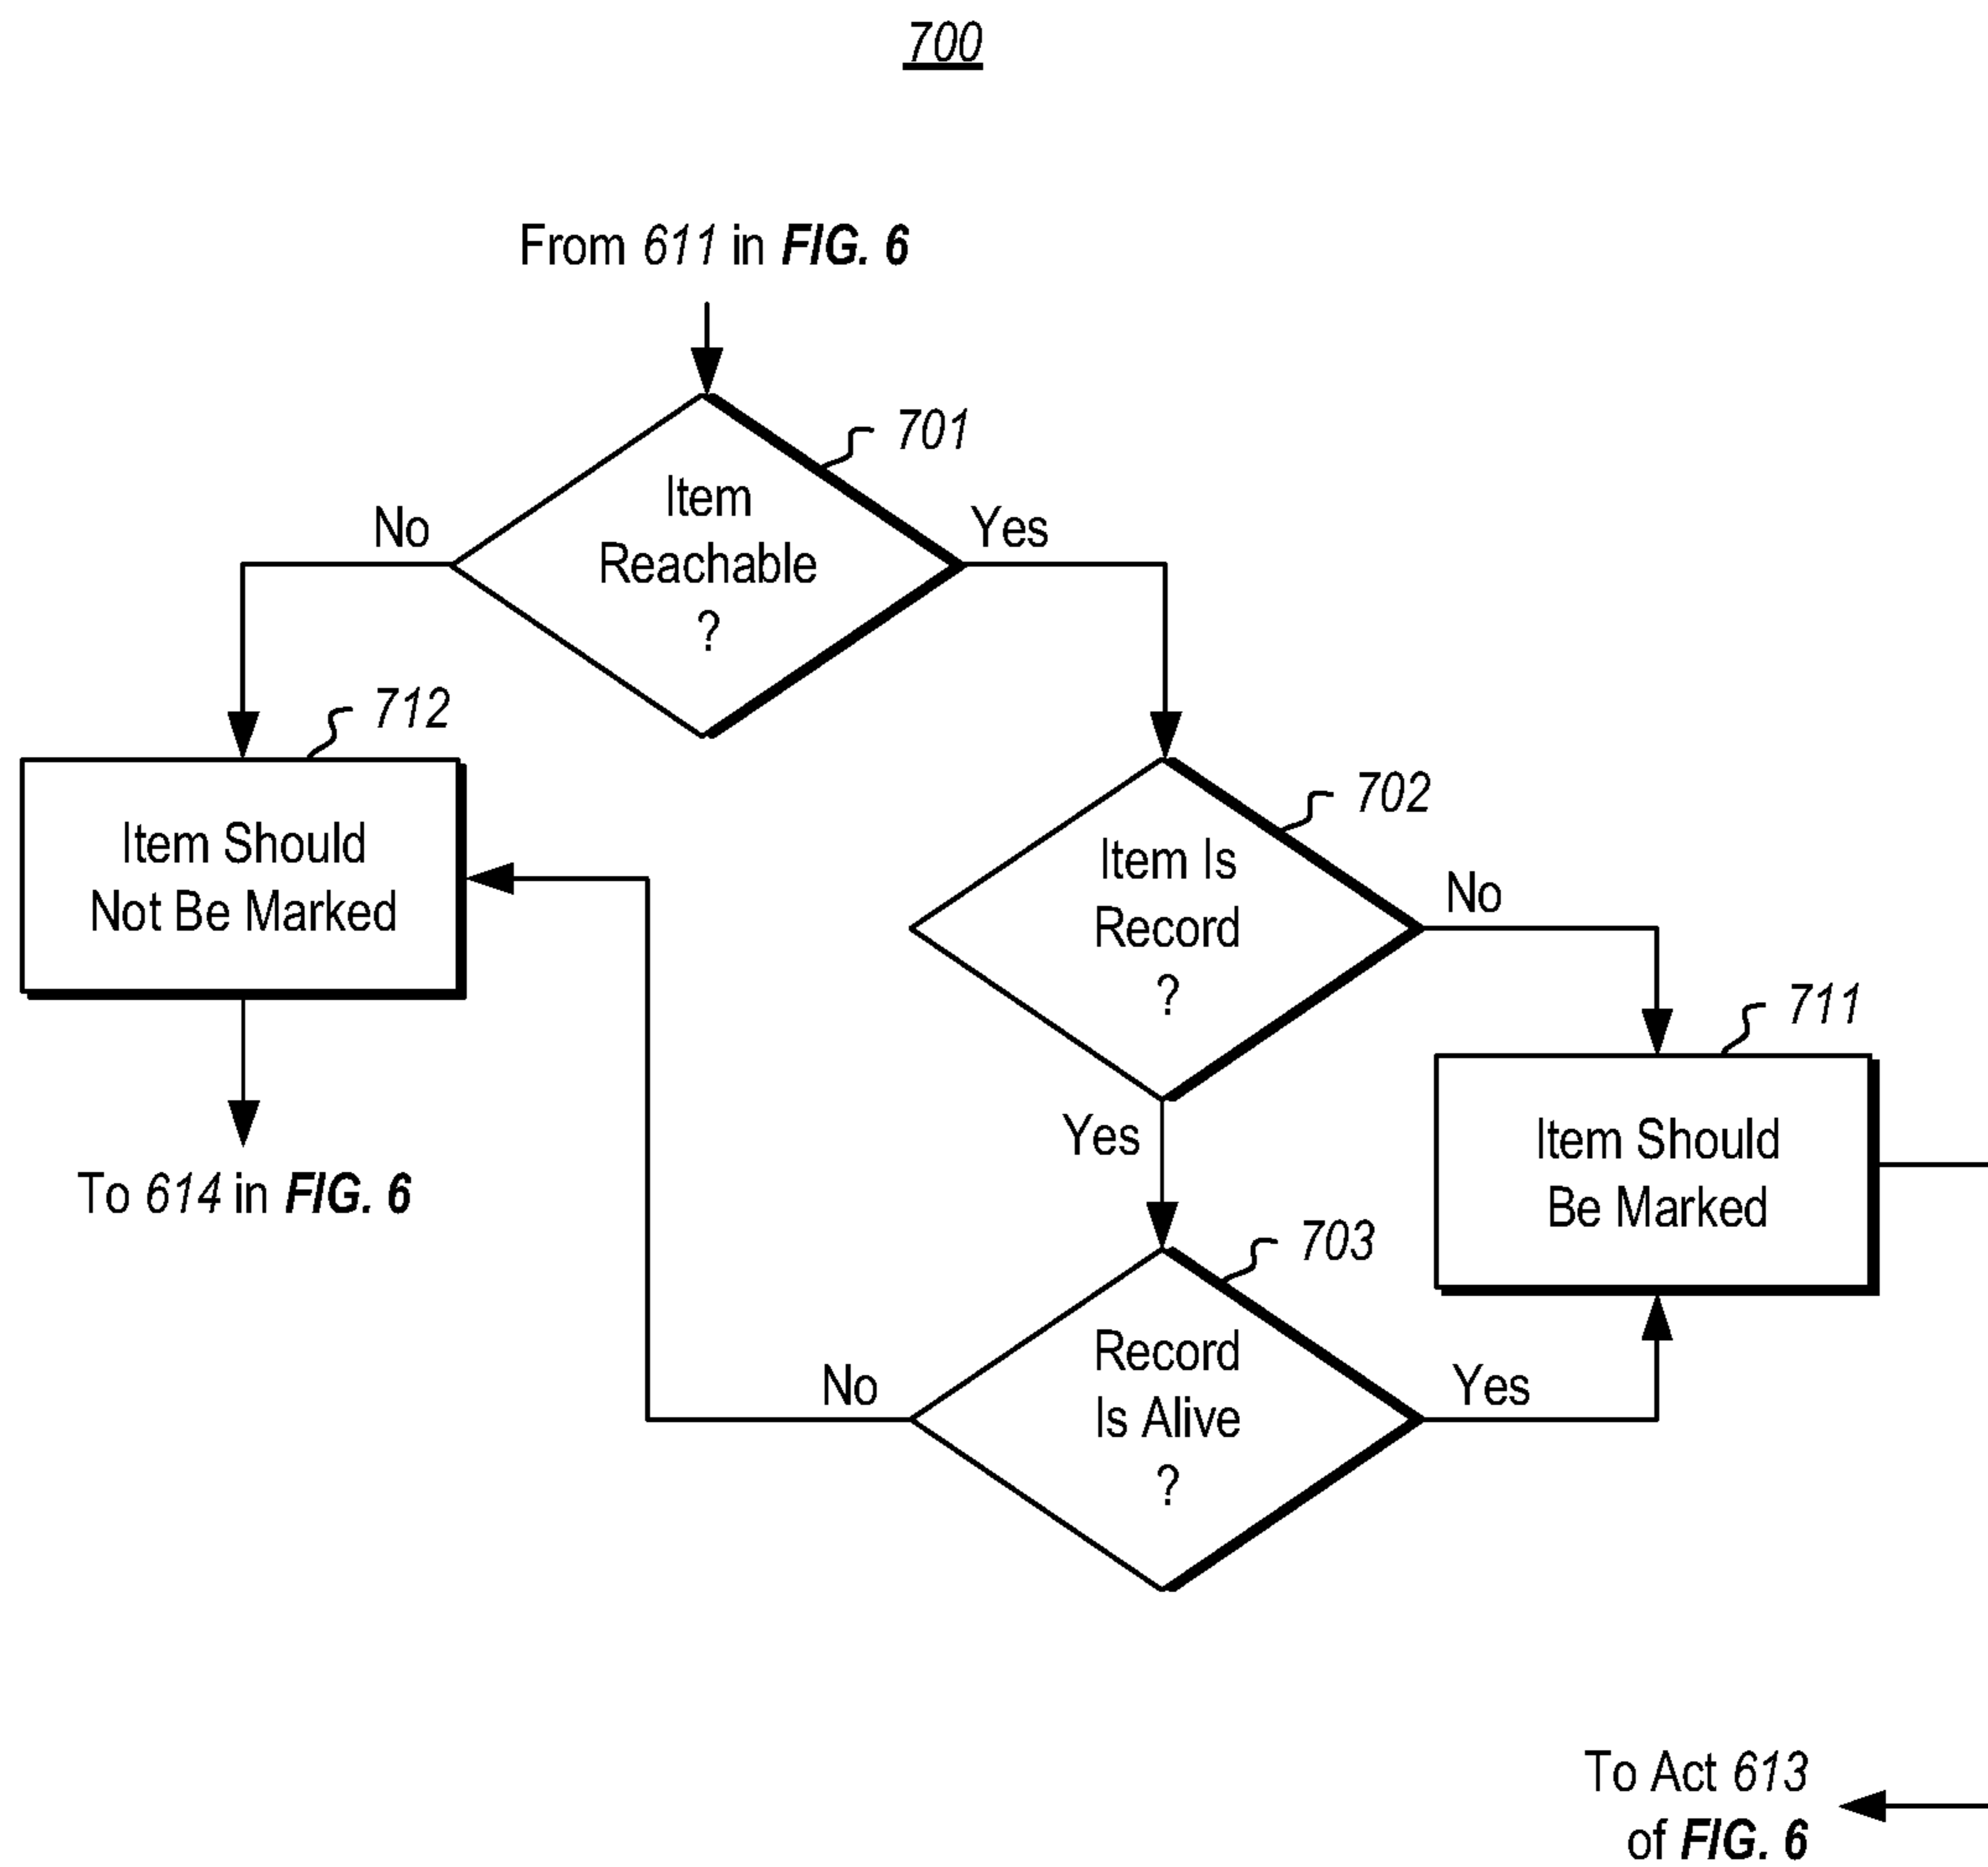 700
From 611 in FIG. 6
701
Item
Reachable
?
No
Yes
712
Item Should
Not Be Marked
To 614 in FIG. 6
702
Item Is
Record
?
No
Yes
711
Item Should
Be Marked
703
Record
Is Alive
?
No
Yes
To Act 613
of FIG. 6